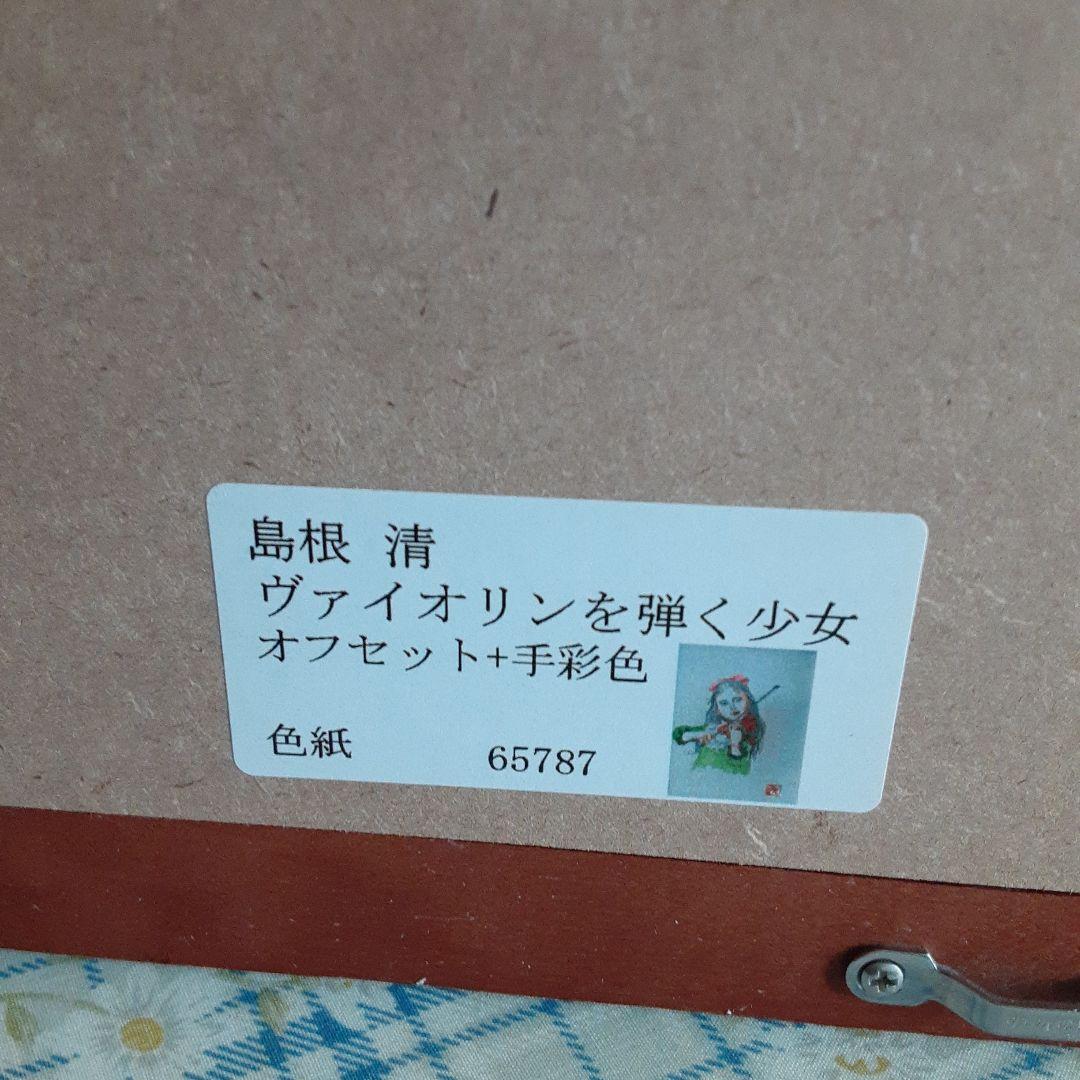 島根 清
ヴァイオリンを弾く少女
オフセット+手彩色
色紙 65787